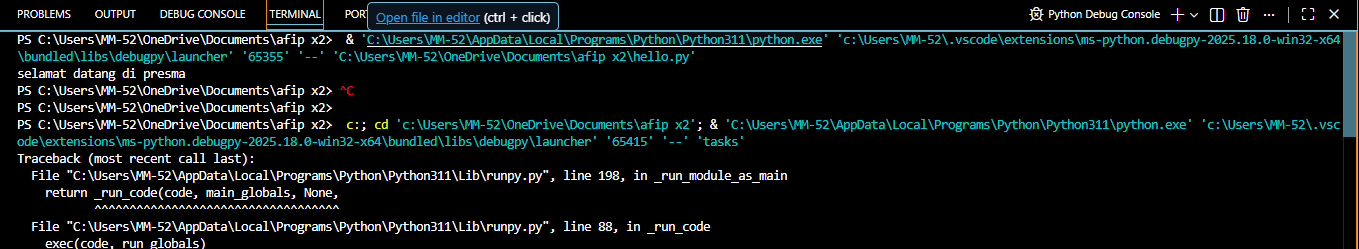 PROBLEMS OUTPUT DEBUG CONSOLE TERMINAL POR Open file in editor (ctrl + click) Python Debug Console
PS C:\Users\MM-52\OneDrive\Documents\afip x2>  & 'C:\Users\MM-52\AppData\Local\Programs\Python\Python311\python.exe' 'c:\Users\MM-52\.vscode\extensions\ms-python.debugpy-2025.18.0-win32-x64
\bundled\libs\debugpy\launcher' '65355' '--' 'C:\Users\MM-52\OneDrive\Documents\afip x2\hello.py'
selamat datang di presma
PS C:\Users\MM-52\OneDrive\Documents\afip x2> ^C
PS C:\Users\MM-52\OneDrive\Documents\afip x2>
PS C:\Users\MM-52\OneDrive\Documents\afip x2>  c:; cd 'c:\Users\MM-52\OneDrive\Documents\afip x2'; & 'C:\Users\MM-52\AppData\Local\Programs\Python\Python311\python.exe' 'c:\Users\MM-52\.vsc
ode\extensions\ms-python.debugpy-2025.18.0-win32-x64\bundled\libs\debugpy\launcher' '65415' '--' 'tasks'
Traceback (most recent call last):
  File "C:\Users\MM-52\AppData\Local\Programs\Python\Python311\Lib\runpy.py", line 198, in _run_module_as_main
    return _run_code(code, main_globals, None,
           ^^^^^^^^^^^^^^^^^^^^^^^^^^^^^^^^^^^
  File "C:\Users\MM-52\AppData\Local\Programs\Python\Python311\Lib\runpy.py", line 88, in _run_code
    exec(code, run_globals)